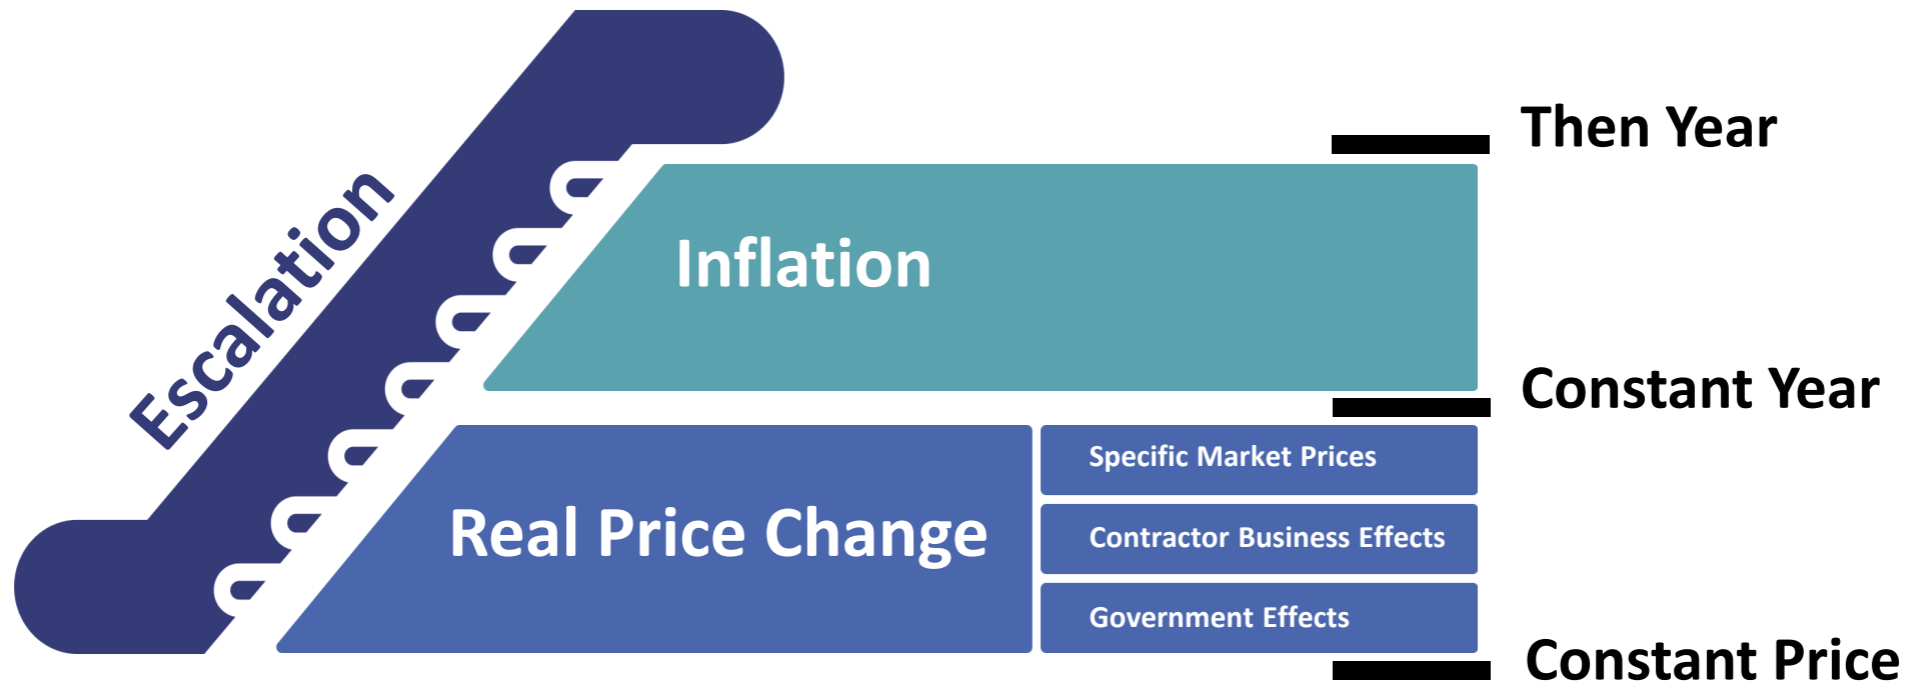 Escalation
Then Year
Inflation
Constant Year
Real Price Change
Specific Market Prices
Contractor Business Effects
Government Effects
Constant Price